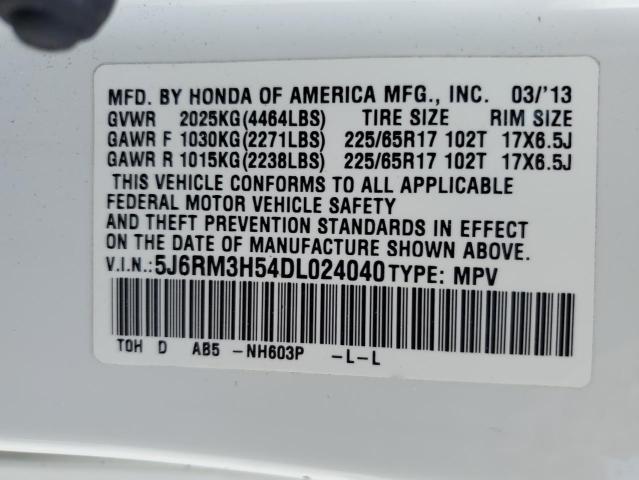 MFD. BY HONDA OF AMERICA MFG., INC. 03/'13
GVWR 2025KG(4464LBS) TIRE SIZE RIM SIZE
GAWR F 1030KG(2271LBS) 225/65R17 102T 17X6.5J
GAWR R 1015KG(2238LBS) 225/65R17 102T 17X6.5J
THIS VEHICLE CONFORMS TO ALL APPLICABLE
FEDERAL MOTOR VEHICLE SAFETY
AND THEFT PREVENTION STANDARDS IN EFFECT
ON THE DATE OF MANUFACTURE SHOWN ABOVE.
V.I.N.:5J6RM3H54DL024040 TYPE: MPV
TOH D AB5 -NH603P -L-L